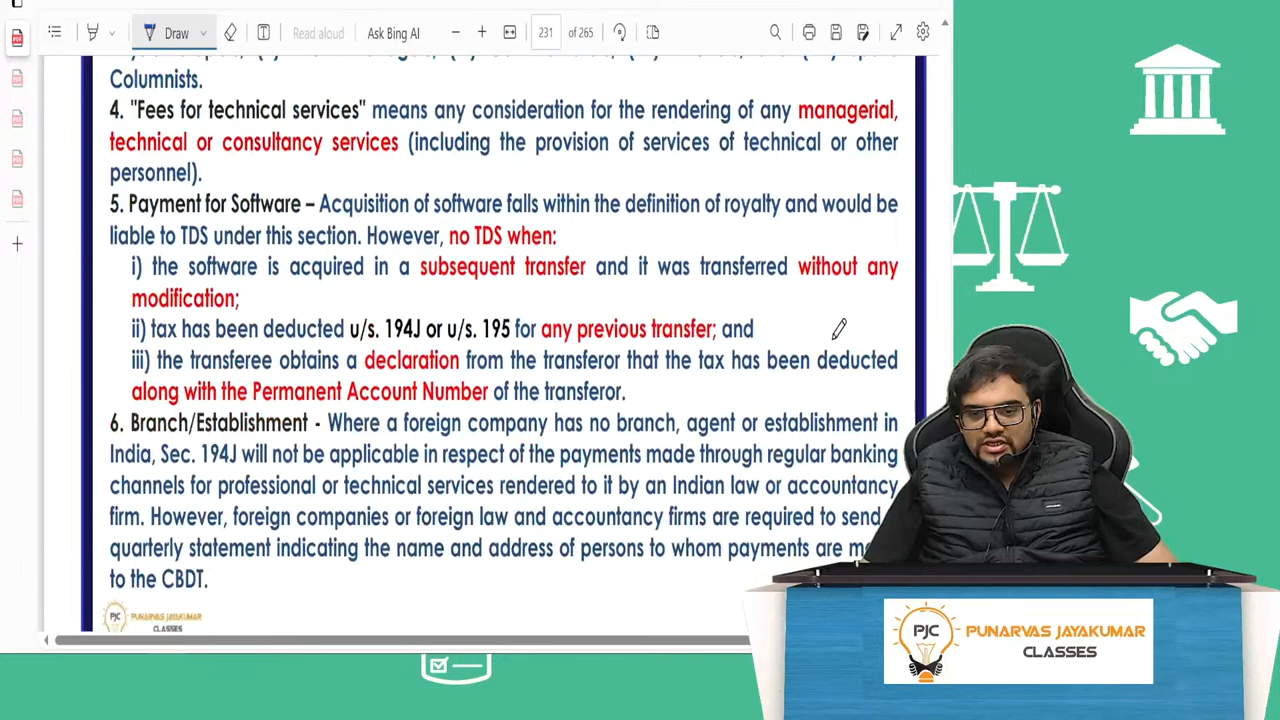 Draw
Read aloud
Ask Bing AI
231
of 265
Columnists.
4. "Fees for technical services" means any consideration for the rendering of any managerial,
technical or consultancy services (including the provision of services of technical or other
personnel).
5. Payment for Software – Acquisition of software falls within the definition of royalty and would be
liable to TDS under this section. However, no TDS when:
i) the software is acquired in a subsequent transfer and it was transferred without any
modification;
ii) tax has been deducted u/s. 194J or u/s. 195 for any previous transfer; and
iii) the transferee obtains a declaration from the transferor that the tax has been deducted
along with the Permanent Account Number of the transferor.
6. Branch/Establishment - Where a foreign company has no branch, agent or establishment in
India, Sec. 194J will not be applicable in respect of the payments made through regular banking
channels for professional or technical services rendered to it by an Indian law or accountancy
firm. However, foreign companies or foreign law and accountancy firms are required to send
quarterly statement indicating the name and address of persons to whom payments are
to the CBDT.
PJC
PUNARVAS JAYAKUMAR
CLASSES
PJC
PUNARVAS JAYAKUMAR
CLASSES